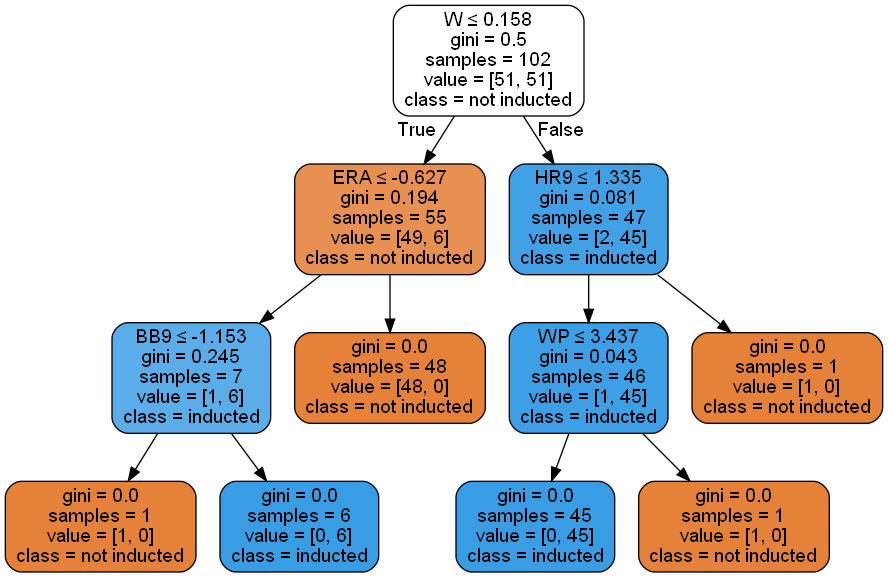 W ≤ 0.158
gini = 0.5
samples = 102
value = [51, 51]
class = not inducted
True
False
ERA ≤ -0.627
gini = 0.194
samples = 55
value = [49, 6]
class = not inducted
HR9 ≤ 1.335
gini = 0.081
samples = 47
value = [2, 45]
class = inducted
BB9 ≤ -1.153
gini = 0.245
samples = 7
value = [1, 6]
class = inducted
gini = 0.0
samples = 48
value = [48, 0]
class = not inducted
WP ≤ 3.437
gini = 0.043
samples = 46
value = [1, 45]
class = inducted
gini = 0.0
samples = 1
value = [1, 0]
class = not inducted
gini = 0.0
samples = 1
value = [1, 0]
class = not inducted
gini = 0.0
samples = 6
value = [0, 6]
class = inducted
gini = 0.0
samples = 45
value = [0, 45]
class = inducted
gini = 0.0
samples = 1
value = [1, 0]
class = not inducted